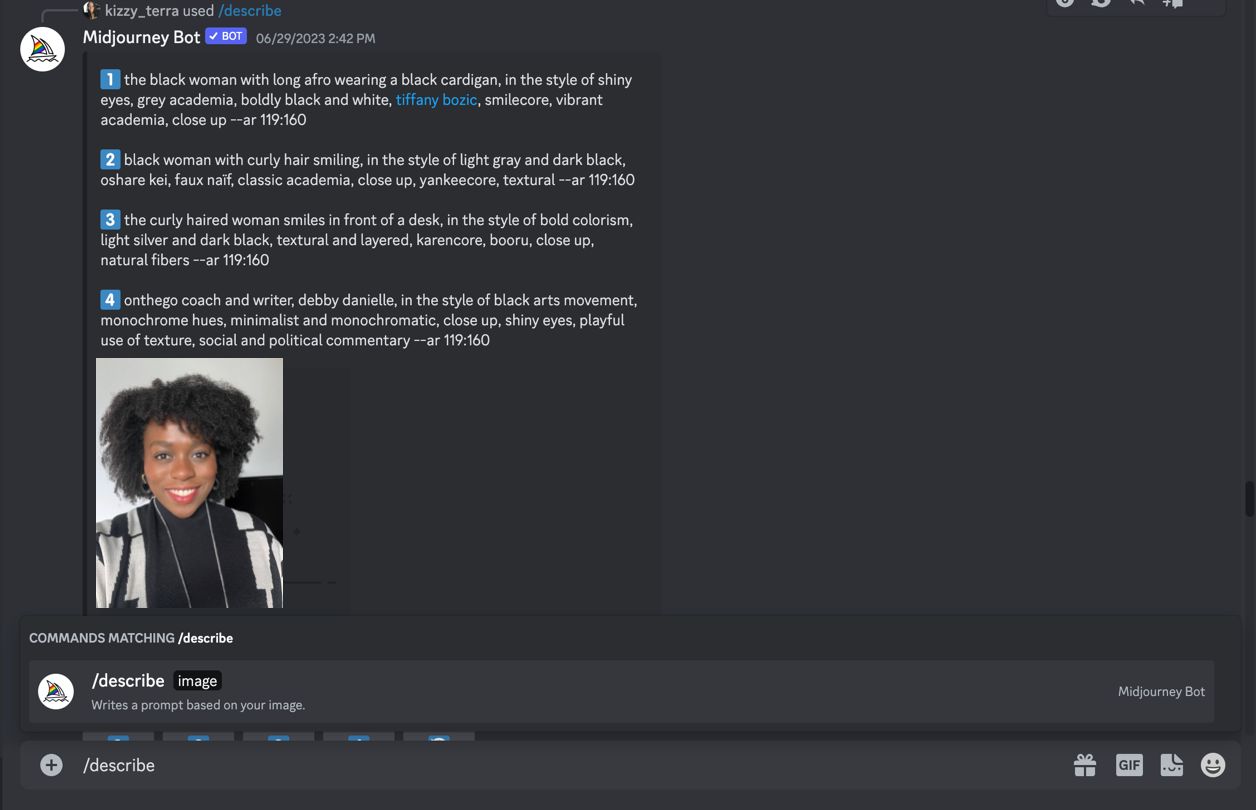 kizzy_terra used /describe
Midjourney Bot ✓ BOT 06/29/2023 2:42 PM
1 the black woman with long afro wearing a black cardigan, in the style of shiny
eyes, grey academia, boldly black and white, tiffany bozic, smilecore, vibrant
academia, close up --ar 119:160
2 black woman with curly hair smiling, in the style of light gray and dark black,
oshare kei, faux naïf, classic academia, close up, yankeecore, textural --ar 119:160
3 the curly haired woman smiles in front of a desk, in the style of bold colorism,
light silver and dark black, textural and layered, karencore, booru, close up,
natural fibers --ar 119:160
4 onthego coach and writer, debby danielle, in the style of black arts movement,
monochrome hues, minimalist and monochromatic, close up, shiny eyes, playful
use of texture, social and political commentary --ar 119:160
COMMANDS MATCHING /describe
/describe image
Writes a prompt based on your image.
Midjourney Bot
/describe
GIF